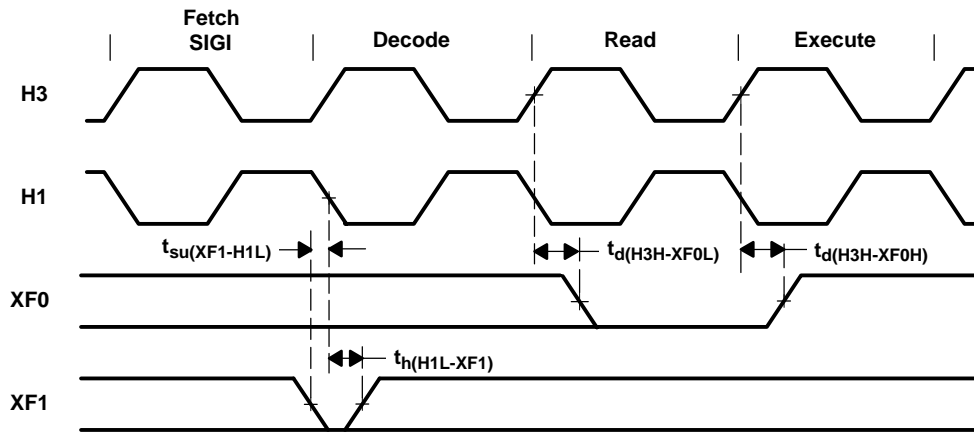 Fetch
SIGI
Decode
Read
Execute
H3
H1
tsu(XF1-H1L)
td(H3H-XF0L)
td(H3H-XF0H)
XF0
th(H1L-XF1)
XF1